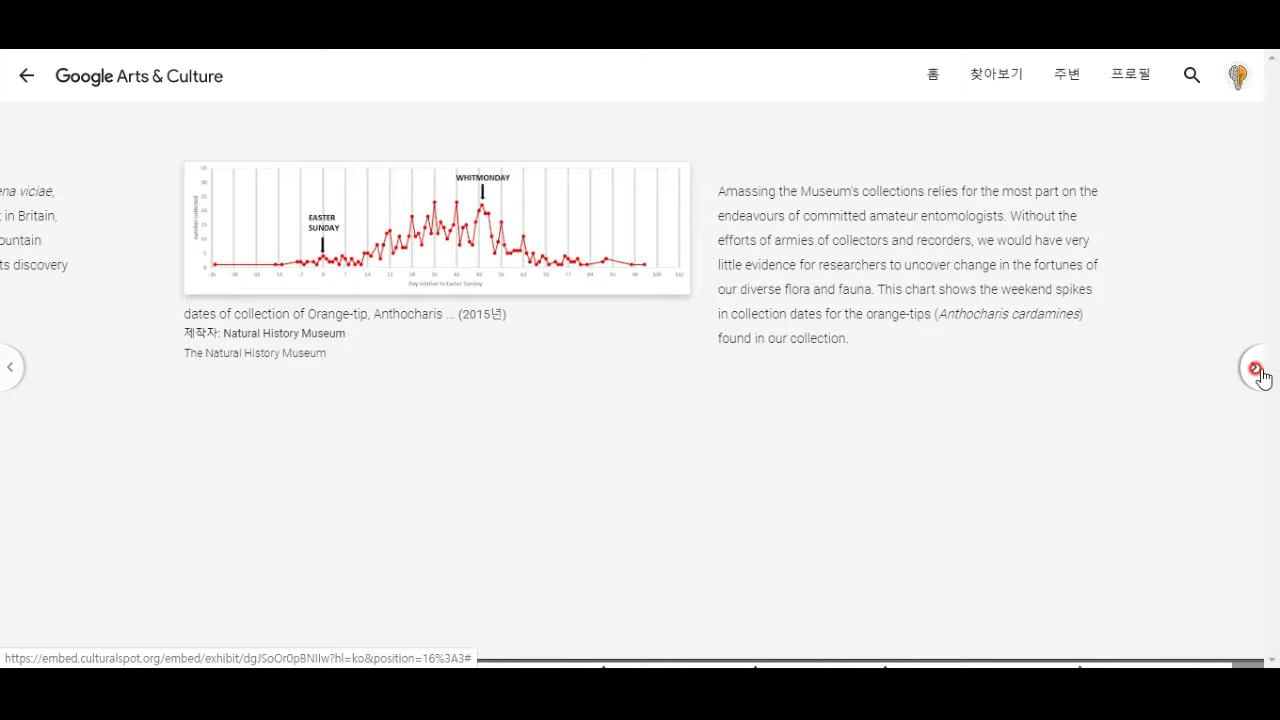 Google Arts & Culture
홈 찾아보기 주변 프로필
ena viciae,
t in Britain,
ountain
ts discovery
WHITMONDAY
EASTER
SUNDAY
Day relative to Easter Sunday
dates of collection of Orange-tip, Anthocharis ... (2015년)
제작자: Natural History Museum
The Natural History Museum
Amassing the Museum's collections relies for the most part on the
endeavours of committed amateur entomologists. Without the
efforts of armies of collectors and recorders, we would have very
little evidence for researchers to uncover change in the fortunes of
our diverse flora and fauna. This chart shows the weekend spikes
in collection dates for the orange-tips (Anthocharis cardamines)
found in our collection.
https://embed.culturalspot.org/embed/exhibit/dgJSoOr0pBNIIw?hl=ko&position=16%3A3#